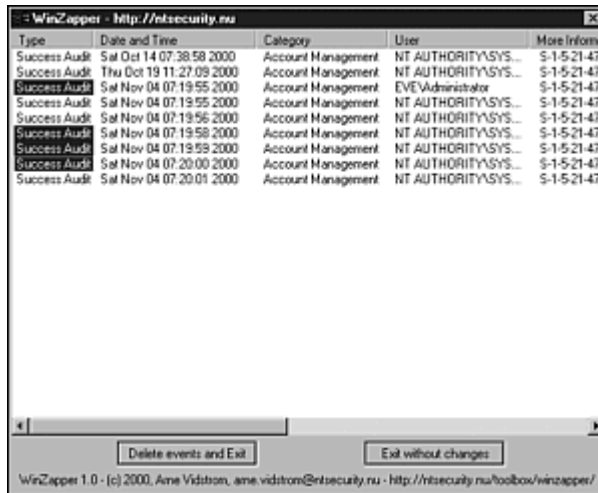 WinZapper - http://ntsecurity.nu
Type Date and Time Category User More Inform
Success Audit Sat Oct 14 07:38:58 2000 Account Management NT AUTHORITY\SYS... S-1-5-21-47
Success Audit Thu Oct 19 11:27:09 2000 Account Management NT AUTHORITY\SYS... S-1-5-21-47
Success Audit Sat Nov 04 07:19:55 2000 Account Management EVE\Administrator S-1-5-21-47
Success Audit Sat Nov 04 07:19:55 2000 Account Management NT AUTHORITY\SYS... S-1-5-21-47
Success Audit Sat Nov 04 07:19:56 2000 Account Management NT AUTHORITY\SYS... S-1-5-21-47
Success Audit Sat Nov 04 07:19:58 2000 Account Management NT AUTHORITY\SYS... S-1-5-21-47
Success Audit Sat Nov 04 07:19:59 2000 Account Management NT AUTHORITY\SYS... S-1-5-21-47
Success Audit Sat Nov 04 07:20:00 2000 Account Management NT AUTHORITY\SYS... S-1-5-21-47
Success Audit Sat Nov 04 07:20:01 2000 Account Management NT AUTHORITY\SYS... S-1-5-21-47
Delete events and Exit Exit without changes
WinZapper 1.0 - (c) 2000, Arne Vidstrom, arne.vidstrom@ntsecurity.nu - http://ntsecurity.nu/toolbox/winzapper/